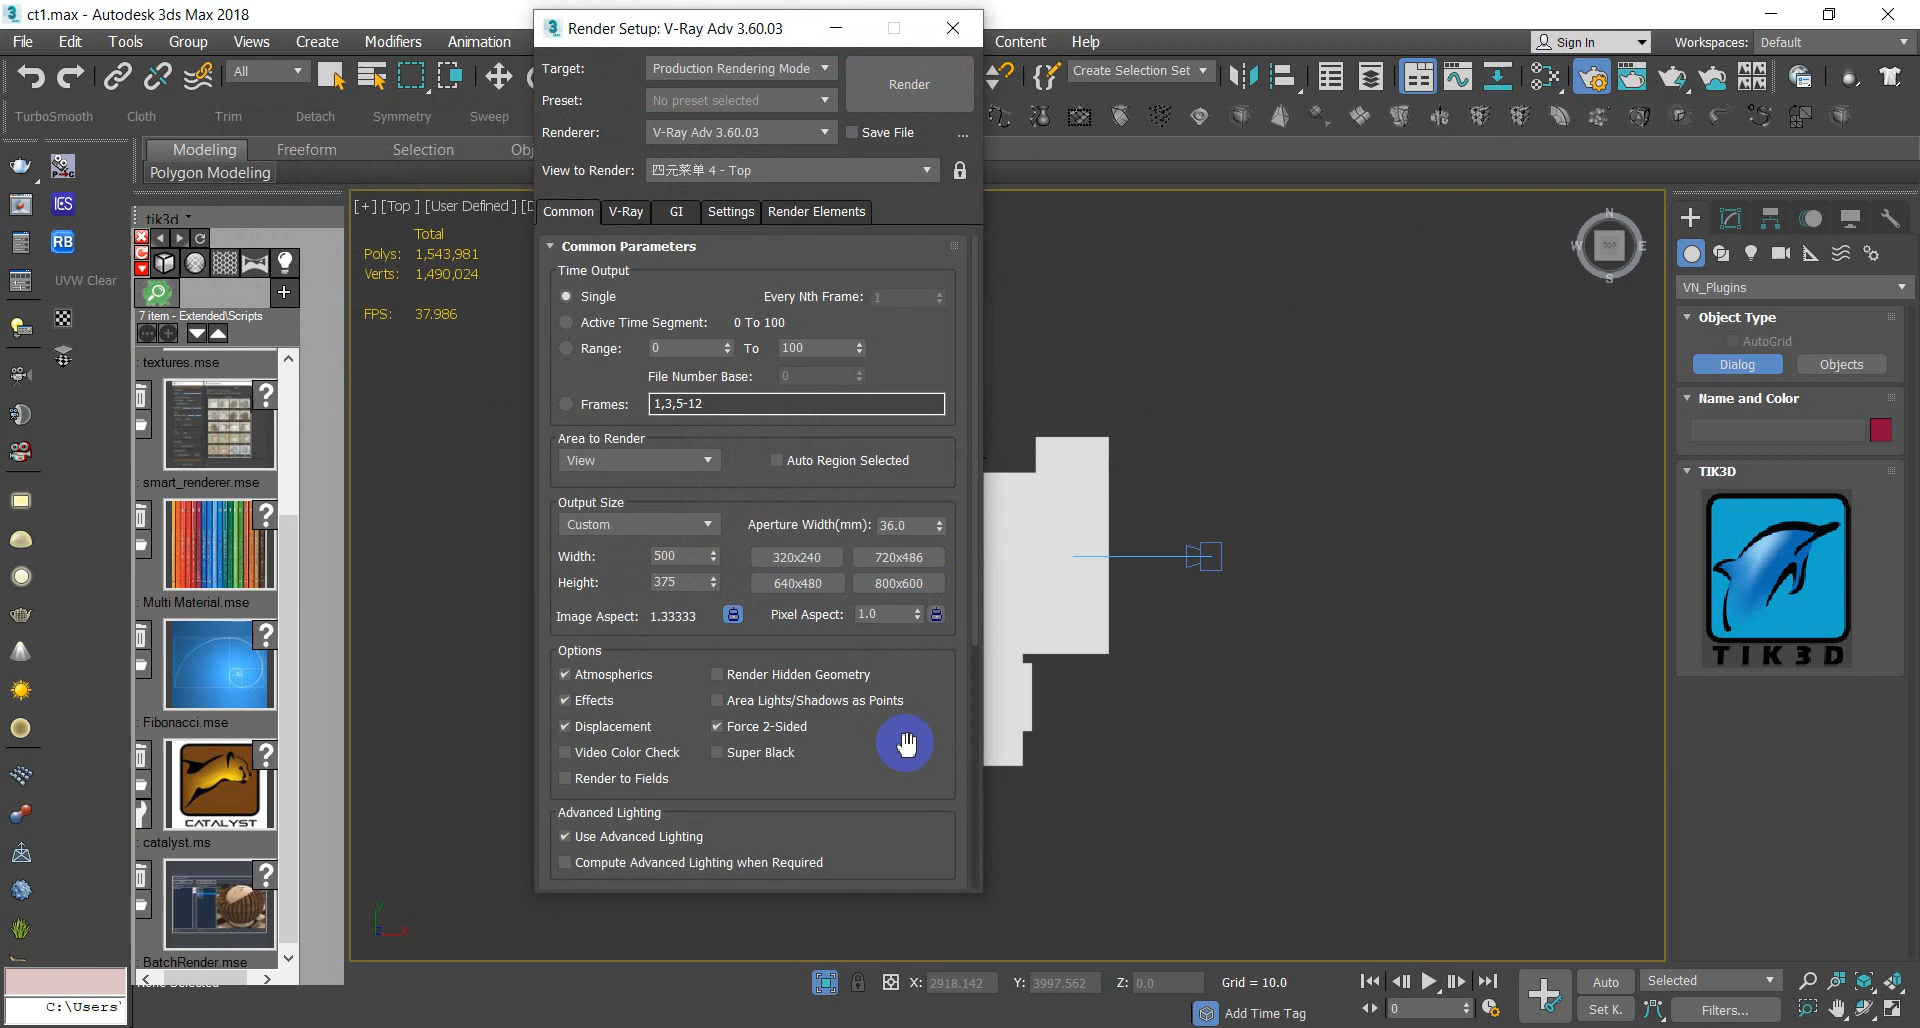 ct1.max - Autodesk 3ds Max 2018
File Edit Tools Group Views Create Modifiers Animation Content Help
Sign In Workspaces: Default
All
Create Selection Set
TurboSmooth Cloth Trim Detach Symmetry Sweep
Modeling Freeform Selection Obj
Polygon Modeling
Render Setup: V-Ray Adv 3.60.03
Target: Production Rendering Mode
Render
Preset: No preset selected
Renderer: V-Ray Adv 3.60.03 Save File ...
View to Render: 四元菜单 4 - Top
Common V-Ray GI Settings Render Elements
Common Parameters
Time Output
Single Every Nth Frame: 1
Active Time Segment: 0 To 100
Range: 0 To 100
File Number Base: 0
Frames: 1,3,5-12
Area to Render
View Auto Region Selected
Output Size
Custom Aperture Width(mm): 36.0
Width: 500 320x240 720x486
Height: 375 640x480 800x600
Image Aspect: 1.33333 Pixel Aspect: 1.0
Options
Atmospherics Render Hidden Geometry
Effects Area Lights/Shadows as Points
Displacement Force 2-Sided
Video Color Check Super Black
Render to Fields
Advanced Lighting
Use Advanced Lighting
Compute Advanced Lighting when Required
[+] [Top ] [User Defined ] [D
Total
Polys: 1,543,981
Verts: 1,490,024
FPS: 37.986
IES
RB
UVW Clear
tik3d
7 item - Extended\Scripts
: textures.mse
: smart_renderer.mse
: Multi Material.mse
: Fibonacci.mse
CATALYST
: catalyst.ms
: BatchRender.mse
C:\Users'
N
W TOP E
S
VN_Plugins
Object Type
AutoGrid
Dialog Objects
Name and Color
TIK3D
TIK3D
y
z x
None Selected
X: 2918.142 Y: 3997.562 Z: 0.0 Grid = 10.0
Add Time Tag
0
Auto Selected
Set K. Filters...